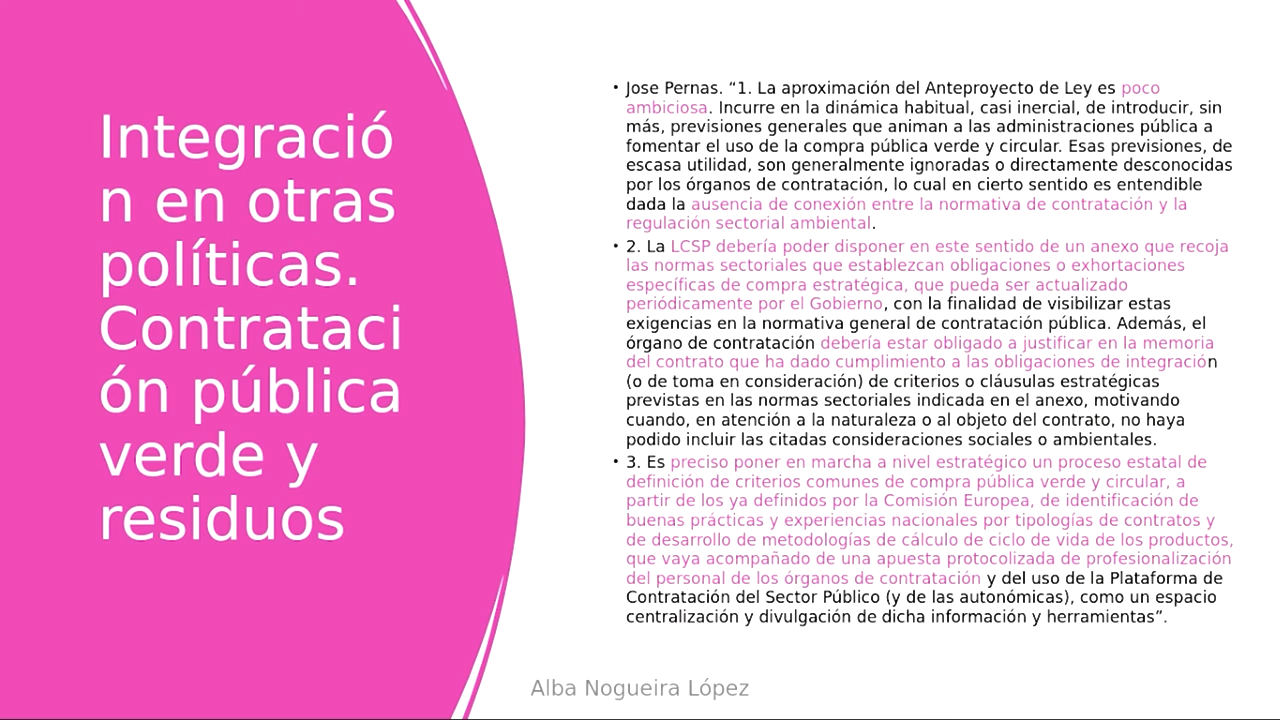 Integració
n en otras
políticas.
Contrataci
ón pública
verde y
residuos
• Jose Pernas. “1. La aproximación del Anteproyecto de Ley es poco
ambiciosa. Incurre en la dinámica habitual, casi inercial, de introducir, sin
más, previsiones generales que animan a las administraciones pública a
fomentar el uso de la compra pública verde y circular. Esas previsiones, de
escasa utilidad, son generalmente ignoradas o directamente desconocidas
por los órganos de contratación, lo cual en cierto sentido es entendible
dada la ausencia de conexión entre la normativa de contratación y la
regulación sectorial ambiental.
• 2. La LCSP debería poder disponer en este sentido de un anexo que recoja
las normas sectoriales que establezcan obligaciones o exhortaciones
específicas de compra estratégica, que pueda ser actualizado
periódicamente por el Gobierno, con la finalidad de visibilizar estas
exigencias en la normativa general de contratación pública. Además, el
órgano de contratación debería estar obligado a justificar en la memoria
del contrato que ha dado cumplimiento a las obligaciones de integración
(o de toma en consideración) de criterios o cláusulas estratégicas
previstas en las normas sectoriales indicada en el anexo, motivando
cuando, en atención a la naturaleza o al objeto del contrato, no haya
podido incluir las citadas consideraciones sociales o ambientales.
• 3. Es preciso poner en marcha a nivel estratégico un proceso estatal de
definición de criterios comunes de compra pública verde y circular, a
partir de los ya definidos por la Comisión Europea, de identificación de
buenas prácticas y experiencias nacionales por tipologías de contratos y
de desarrollo de metodologías de cálculo de ciclo de vida de los productos,
que vaya acompañado de una apuesta protocolizada de profesionalización
del personal de los órganos de contratación y del uso de la Plataforma de
Contratación del Sector Público (y de las autonómicas), como un espacio
centralización y divulgación de dicha información y herramientas”.
Alba Nogueira López